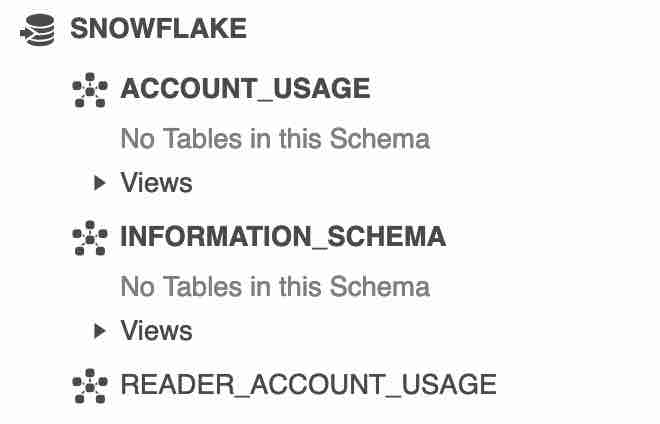 SNOWFLAKE
ACCOUNT_USAGE
No Tables in this Schema
Views
INFORMATION_SCHEMA
No Tables in this Schema
Views
READER_ACCOUNT_USAGE